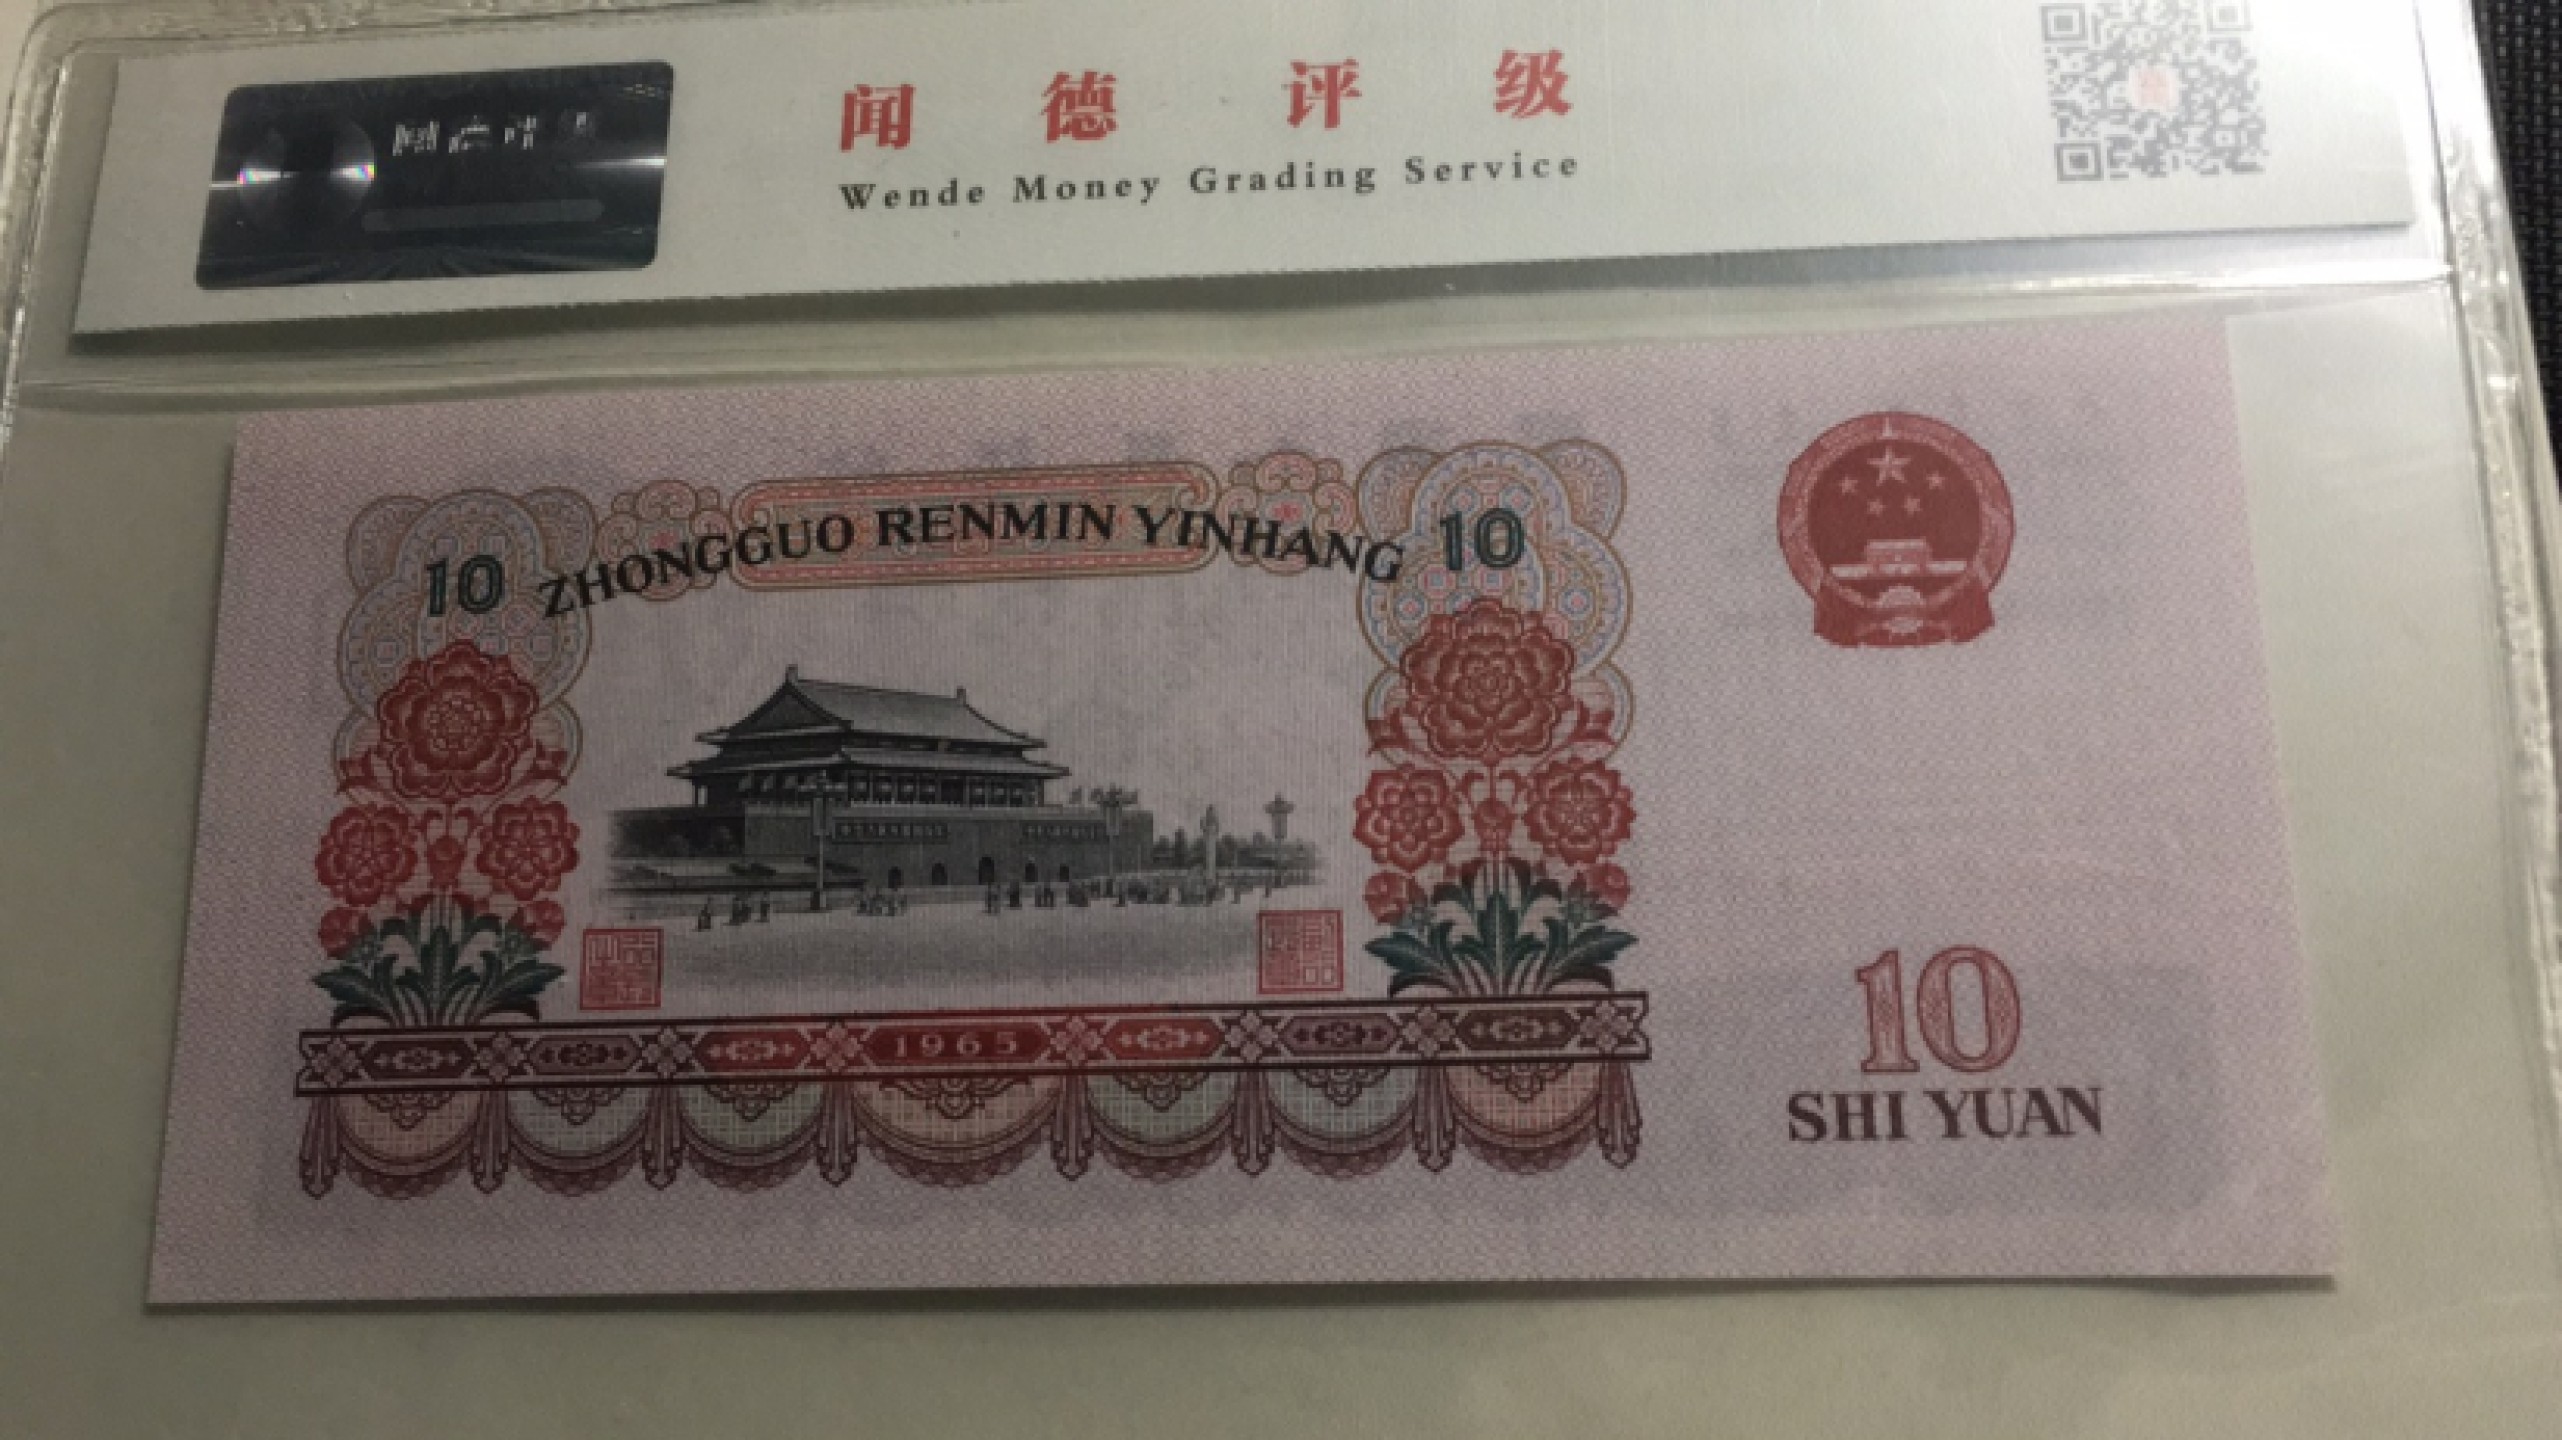 闻德评级
Wende Money Grading Service
10 ZHONGGUO RENMIN YINHANG 10
1965
10
SHI YUAN